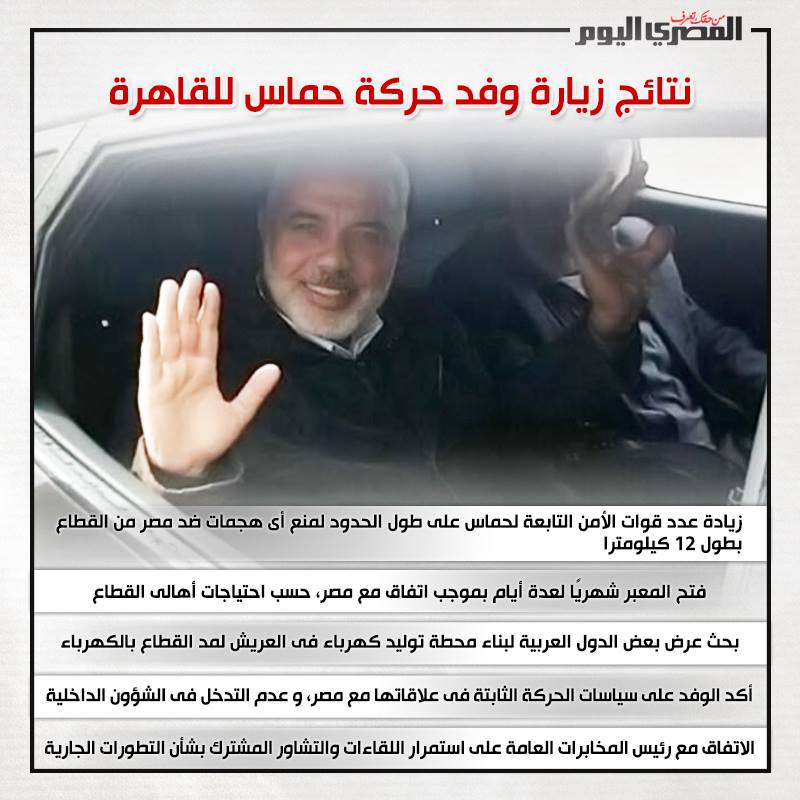 من حقك تعرف
المصري اليوم
نتائج زيارة وفد حركة حماس للقاهرة
زيادة عدد قوات الأمن التابعة لحماس على طول الحدود لمنع أى هجمات ضد مصر من القطاع
بطول 12 كيلومترا
فتح المعبر شهريًا لعدة أيام بموجب اتفاق مع مصر، حسب احتياجات أهالى القطاع
بحث عرض بعض الدول العربية لبناء محطة توليد كهرباء فى العريش لمد القطاع بالكهرباء
أكد الوفد على سياسات الحركة الثابتة فى علاقاتها مع مصر، و عدم التدخل فى الشؤون الداخلية
الاتفاق مع رئيس المخابرات العامة على استمرار اللقاءات والتشاور المشترك بشأن التطورات الجارية